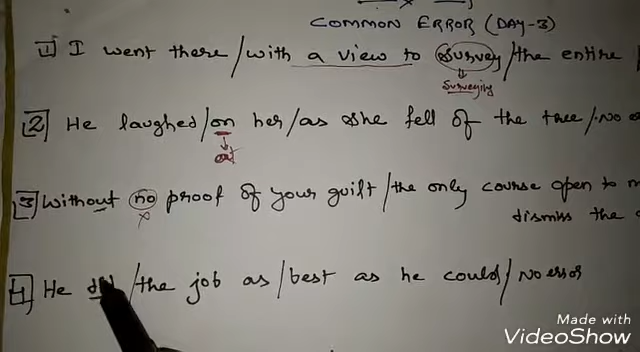 COMMON ERROR (DAY-3)
1 I went there/with a view to survey/the entire
surveying
2 He laughed/on her/as she fell of the tree/.no
at
3 without no proof of your guilt/the only course open to
x
dismiss the
4 He /the job as/best as he could/No error
Made with
VideoShow